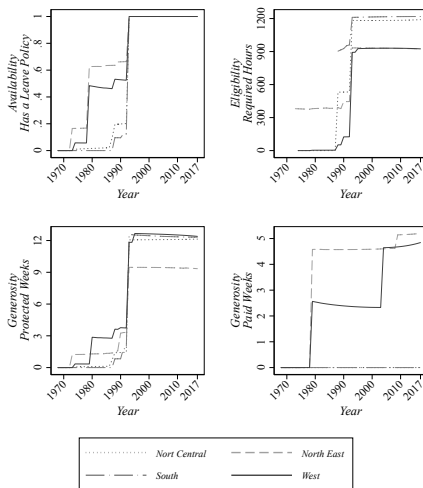 Availability
Has a Leave Policy
0 .2 .4 .6 .8 1
1970 1980 1990 2000 2017
Year
Eligibility
Required Hours
0 300 600 900 1200
1970 1980 1990 2000 2010 2017
Year
Generosity
Protected Weeks
0 3 6 9 12
1970 1980 1990 2000 2017
Year
Generosity
Paid Weeks
0 1 2 3 4 5
1970 1980 1990 2000 2010 2017
Year
Nort Central
North East
South
West